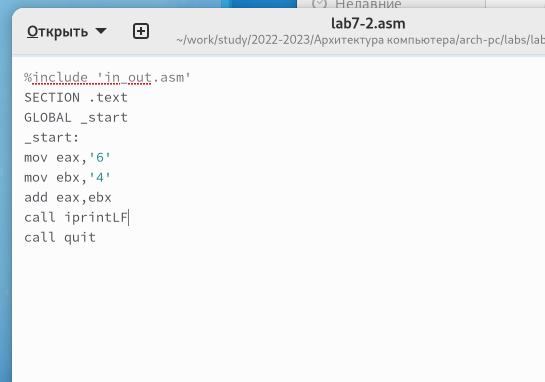 Недавние
Открыть
lab7-2.asm
~/work/study/2022-2023/Архитектура компьютера/arch-pc/labs/lab
%include 'in_out.asm'
SECTION .text
GLOBAL _start
_start:
mov eax,'6'
mov ebx,'4'
add eax,ebx
call iprintLF
call quit